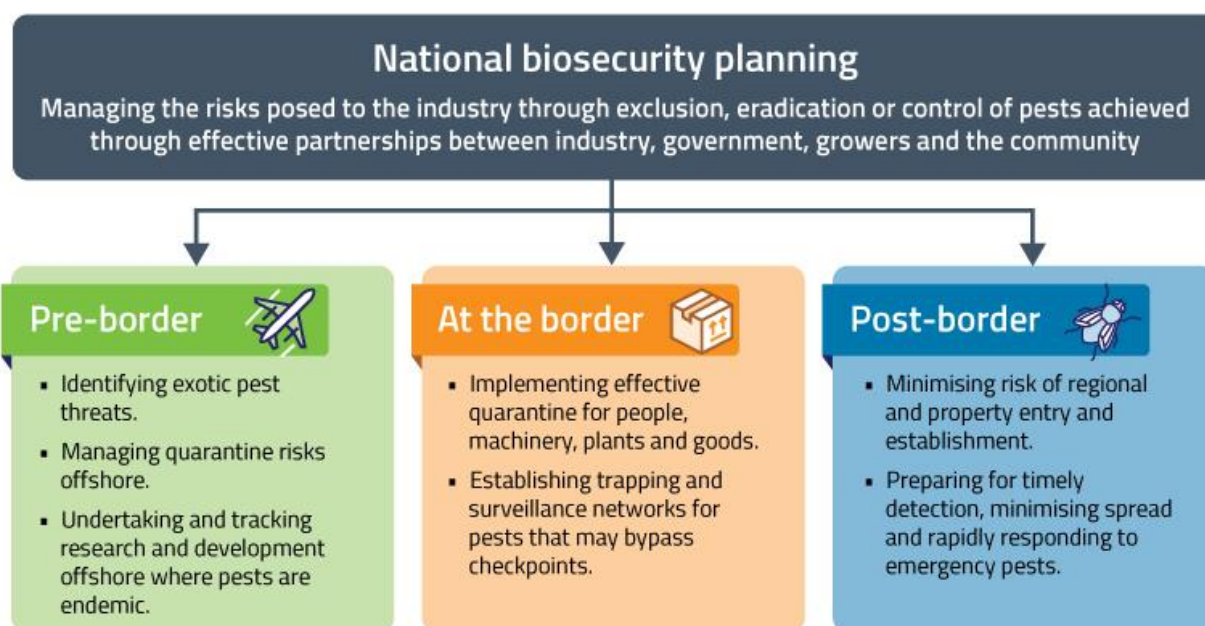 National biosecurity planning
Managing the risks posed to the industry through exclusion, eradication or control of pests achieved
through effective partnerships between industry, government, growers and the community
Pre-border
▪ Identifying exotic pest
threats.
▪ Managing quarantine risks
offshore.
▪ Undertaking and tracking
research and development
offshore where pests are
endemic.
At the border
▪ Implementing effective
quarantine for people,
machinery, plants and goods.
▪ Establishing trapping and
surveillance networks for
pests that may bypass
checkpoints.
Post-border
▪ Minimising risk of regional
and property entry and
establishment.
▪ Preparing for timely
detection, minimising spread
and rapidly responding to
emergency pests.